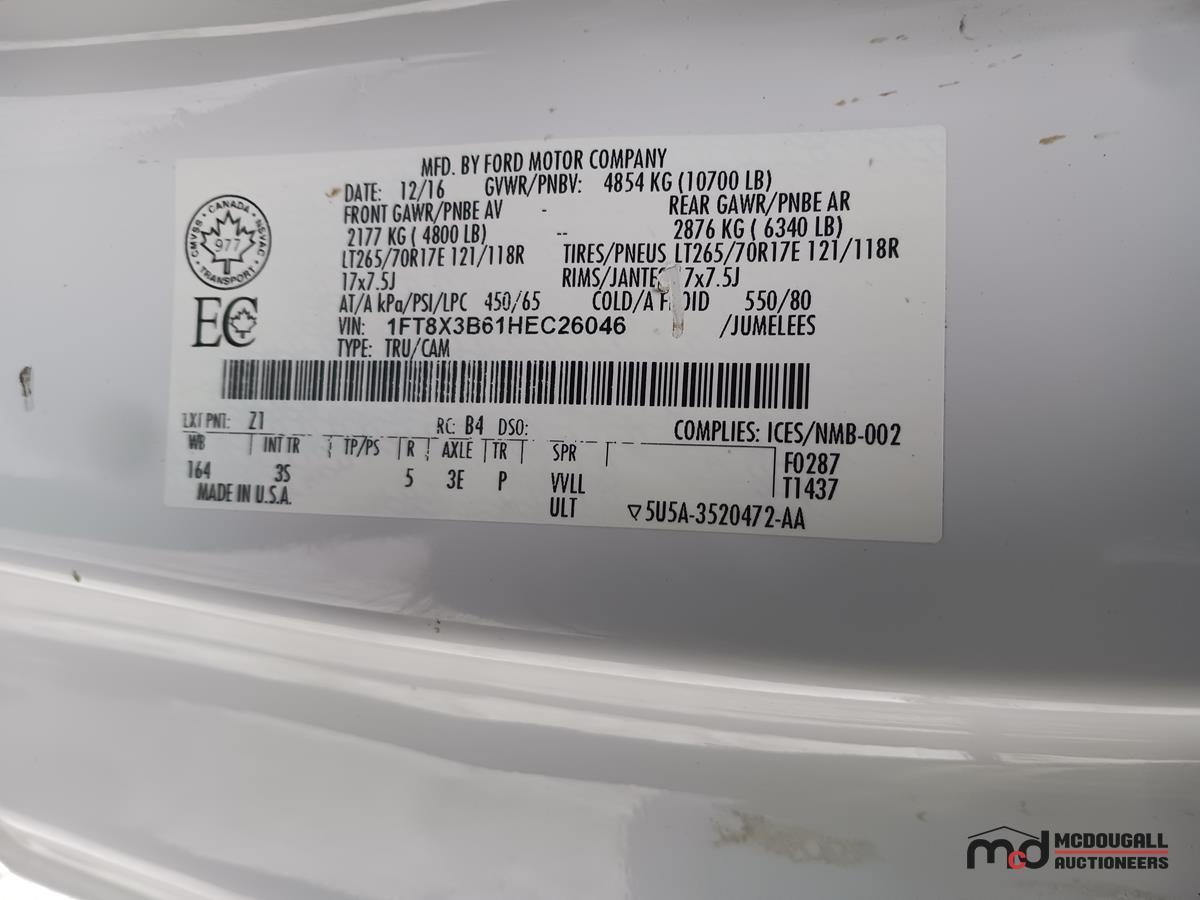 MFD. BY FORD MOTOR COMPANY
DATE: 12/16 GVWR/PNBV: 4854 KG (10700 LB)
FRONT GAWR/PNBE AV - REAR GAWR/PNBE AR
2177 KG ( 4800 LB) -- 2876 KG ( 6340 LB)
LT265/70R17E 121/118R TIRES/PNEUS LT265/70R17E 121/118R
17x7.5J RIMS/JANTES 17x7.5J
AT/A kPa/PSI/LPC 450/65 COLD/A FROID 550/80
VIN: 1FT8X3B61HEC26046 /JUMELEES
TYPE: TRU/CAM
CANADA
CMVSS NSVAC
977
TRANSPORT
EC
EXT PNT: Z1 RC: B4 DSO: COMPLIES: ICES/NMB-002
WB INT TR TP/PS R AXLE TR SPR F0287
164 3S 5 3E P VVLL T1437
MADE IN U.S.A. ULT ▽5U5A-3520472-AA
mcd MCDOUGALL
AUCTIONEERS